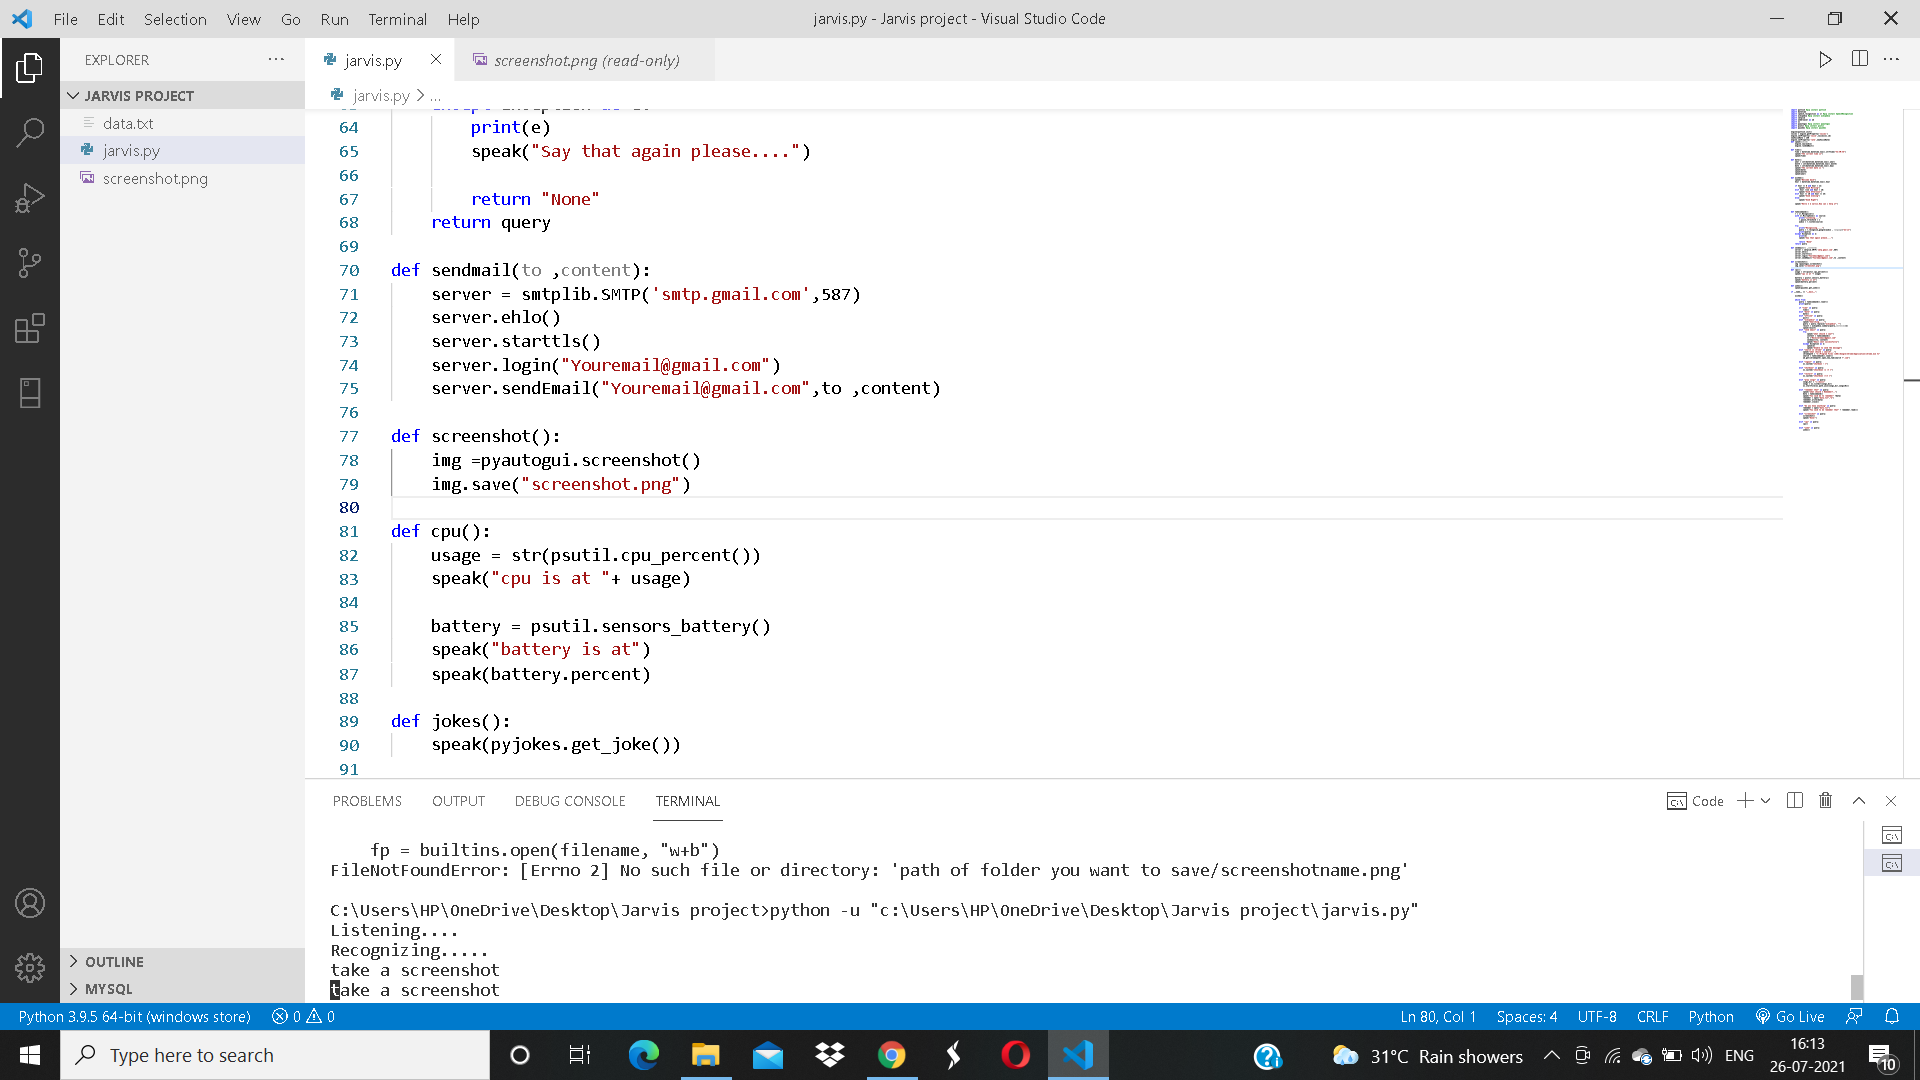 File Edit Selection View Go Run Terminal Help
jarvis.py - Jarvis project - Visual Studio Code
EXPLORER
JARVIS PROJECT
data.txt
jarvis.py
screenshot.png
OUTLINE
MYSQL
jarvis.py
screenshot.png (read-only)
jarvis.py > ...
64 print(e)
65 speak("Say that again please....")
66
67 return "None"
68 return query
69
70 def sendmail(to ,content):
71 server = smtplib.SMTP('smtp.gmail.com',587)
72 server.ehlo()
73 server.starttls()
74 server.login("Youremail@gmail.com")
75 server.sendEmail("Youremail@gmail.com",to ,content)
76
77 def screenshot():
78 img =pyautogui.screenshot()
79 img.save("screenshot.png")
80
81 def cpu():
82 usage = str(psutil.cpu_percent())
83 speak("cpu is at "+ usage)
84
85 battery = psutil.sensors_battery()
86 speak("battery is at")
87 speak(battery.percent)
88
89 def jokes():
90 speak(pyjokes.get_joke())
91
PROBLEMS OUTPUT DEBUG CONSOLE TERMINAL
Code
fp = builtins.open(filename, "w+b")
FileNotFoundError: [Errno 2] No such file or directory: 'path of folder you want to save/screenshotname.png'
C:\Users\HP\OneDrive\Desktop\Jarvis project>python -u "c:\Users\HP\OneDrive\Desktop\Jarvis project\jarvis.py"
Listening....
Recognizing.....
take a screenshot
take a screenshot
Python 3.9.5 64-bit (windows store) 0 0
Ln 80, Col 1 Spaces: 4 UTF-8 CRLF Python Go Live
Type here to search
31°C Rain showers
ENG
16:13
26-07-2021
10